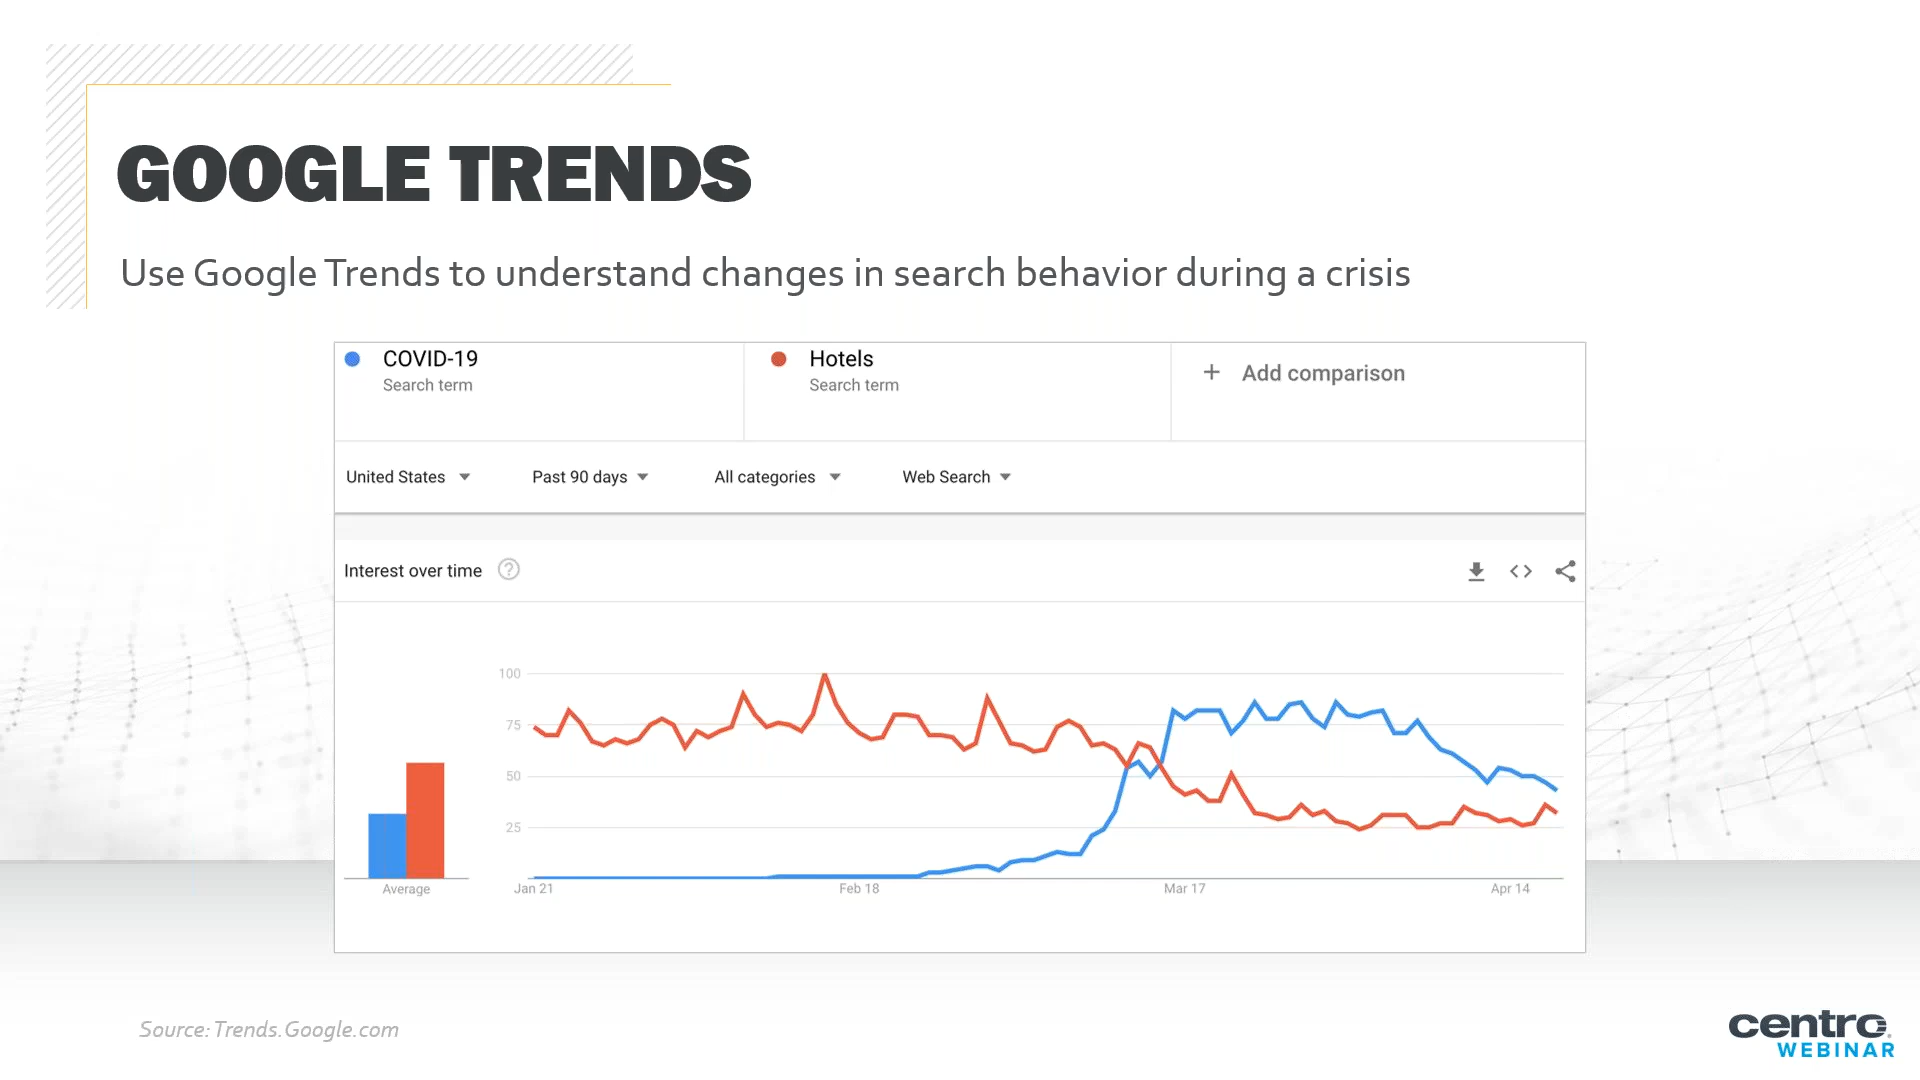 GOOGLE TRENDS
Use Google Trends to understand changes in search behavior during a crisis
COVID-19
Search term
Hotels
Search term
+ Add comparison
United States
Past 90 days
All categories
Web Search
Interest over time ?
100
75
50
25
Average
Jan 21
Feb 18
Mar 17
Apr 14
Source: Trends.Google.com
centro
WEBINAR